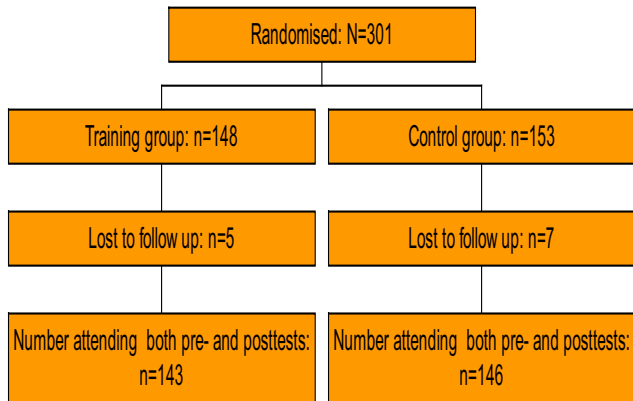 Randomised: N=301
Training group: n=148
Control group: n=153
Lost to follow up: n=5
Lost to follow up: n=7
Number attending both pre- and posttests:
n=143
Number attending both pre- and posttests:
n=146